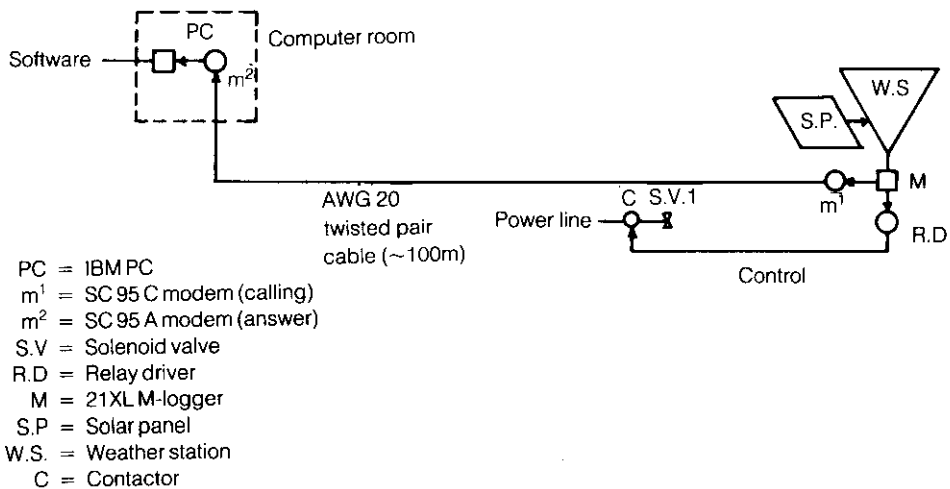 PC
Computer room
Software
m²
W.S
S.P.
M
m¹
R.D
AWG 20
twisted pair
cable (~100m)
C S.V.1
Power line
Control
PC = IBM PC
m¹ = SC 95 C modem (calling)
m² = SC 95 A modem (answer)
S.V = Solenoid valve
R.D = Relay driver
M = 21XL M-logger
S.P = Solar panel
W.S. = Weather station
C = Contactor